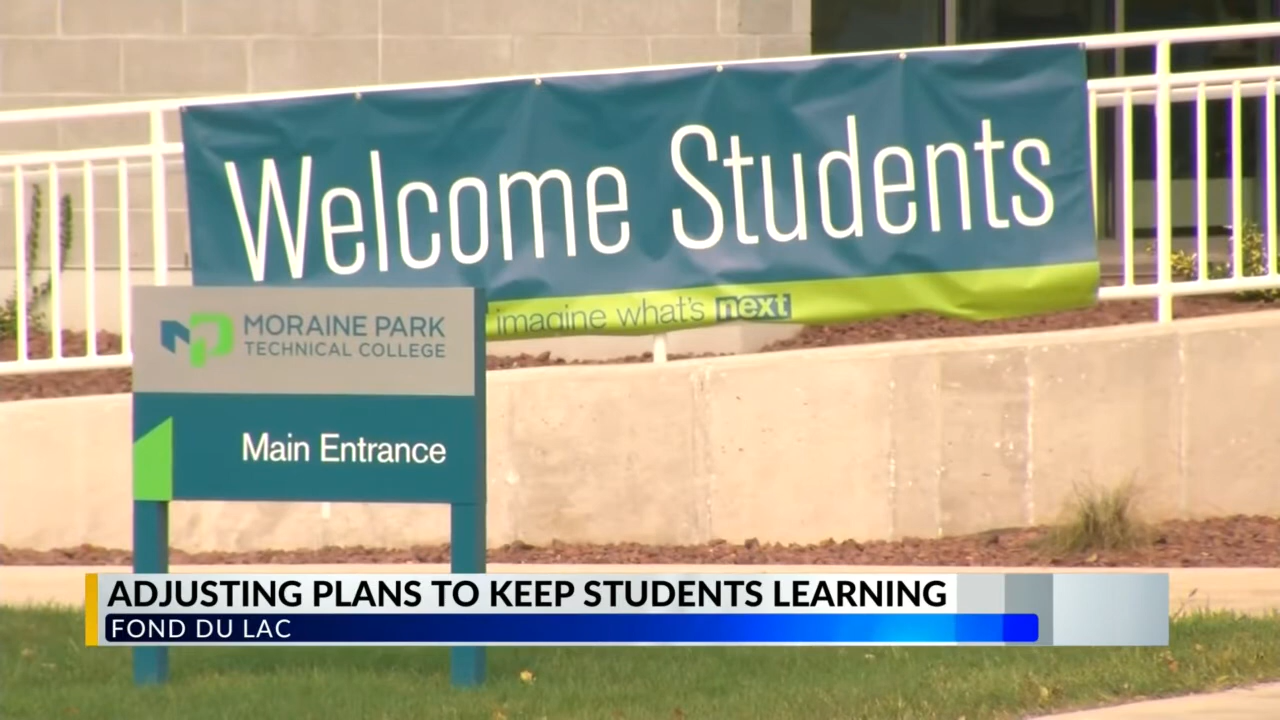 Welcome Students
imagine what's next
MORAINE PARK
TECHNICAL COLLEGE
Main Entrance
ADJUSTING PLANS TO KEEP STUDENTS LEARNING
FOND DU LAC